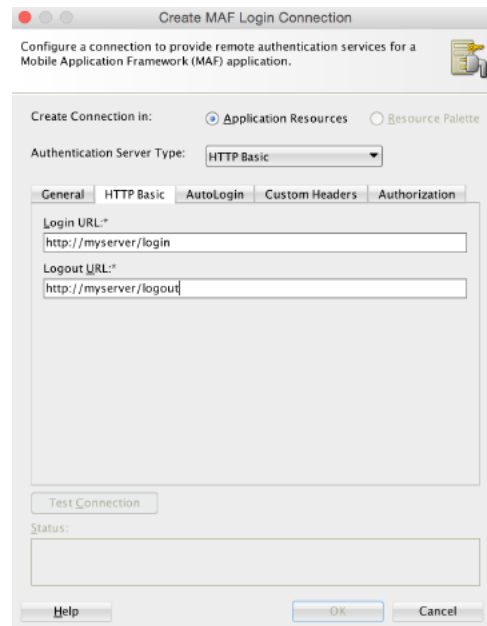 Create MAF Login Connection
Configure a connection to provide remote authentication services for a
Mobile Application Framework (MAF) application.
Create Connection in: Application Resources Resource Palette
Authentication Server Type: HTTP Basic
General HTTP Basic AutoLogin Custom Headers Authorization
Login URL:*
http://myserver/login
Logout URL:*
http://myserver/logout
Test Connection
Status:
Help OK Cancel